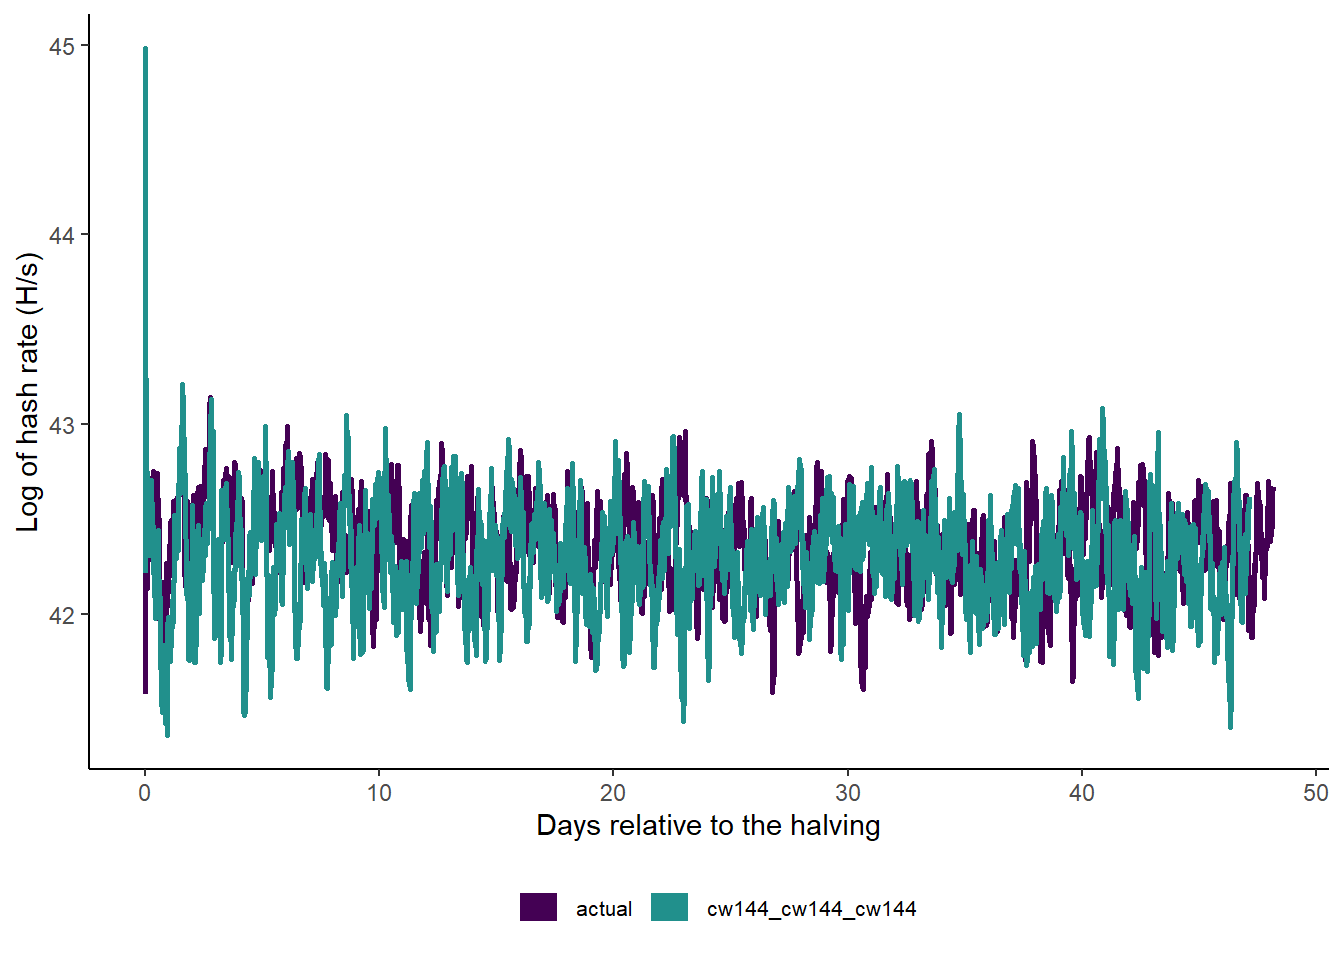 45
44
43
42
Log of hash rate (H/s)
0 10 20 30 40 50
Days relative to the halving
actual cw144_cw144_cw144